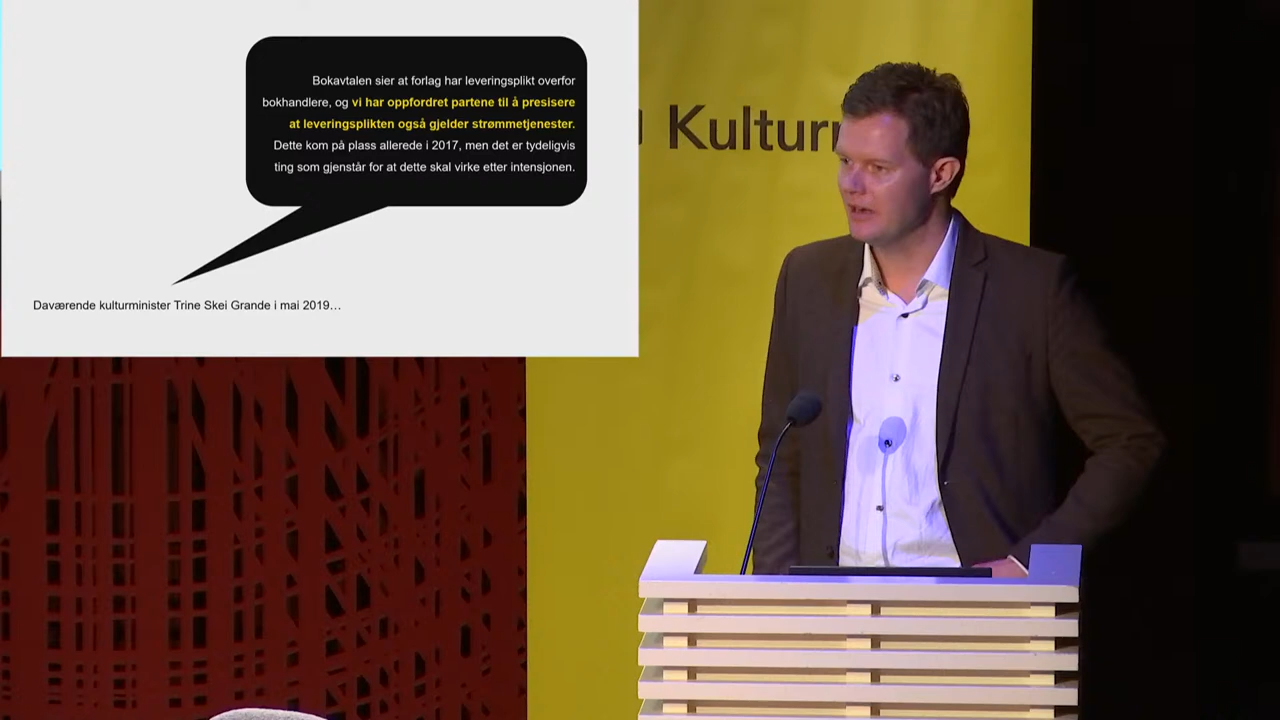 Bokavtalen sier at forlag har leveringsplikt overfor
bokhandlere, og vi har oppfordret partene til å presisere
at leveringsplikten også gjelder strømmetjenester.
Dette kom på plass allerede i 2017, men det er tydeligvis
ting som gjenstår for at dette skal virke etter intensjonen.
Daværende kulturminister Trine Skei Grande i mai 2019…
Kultur